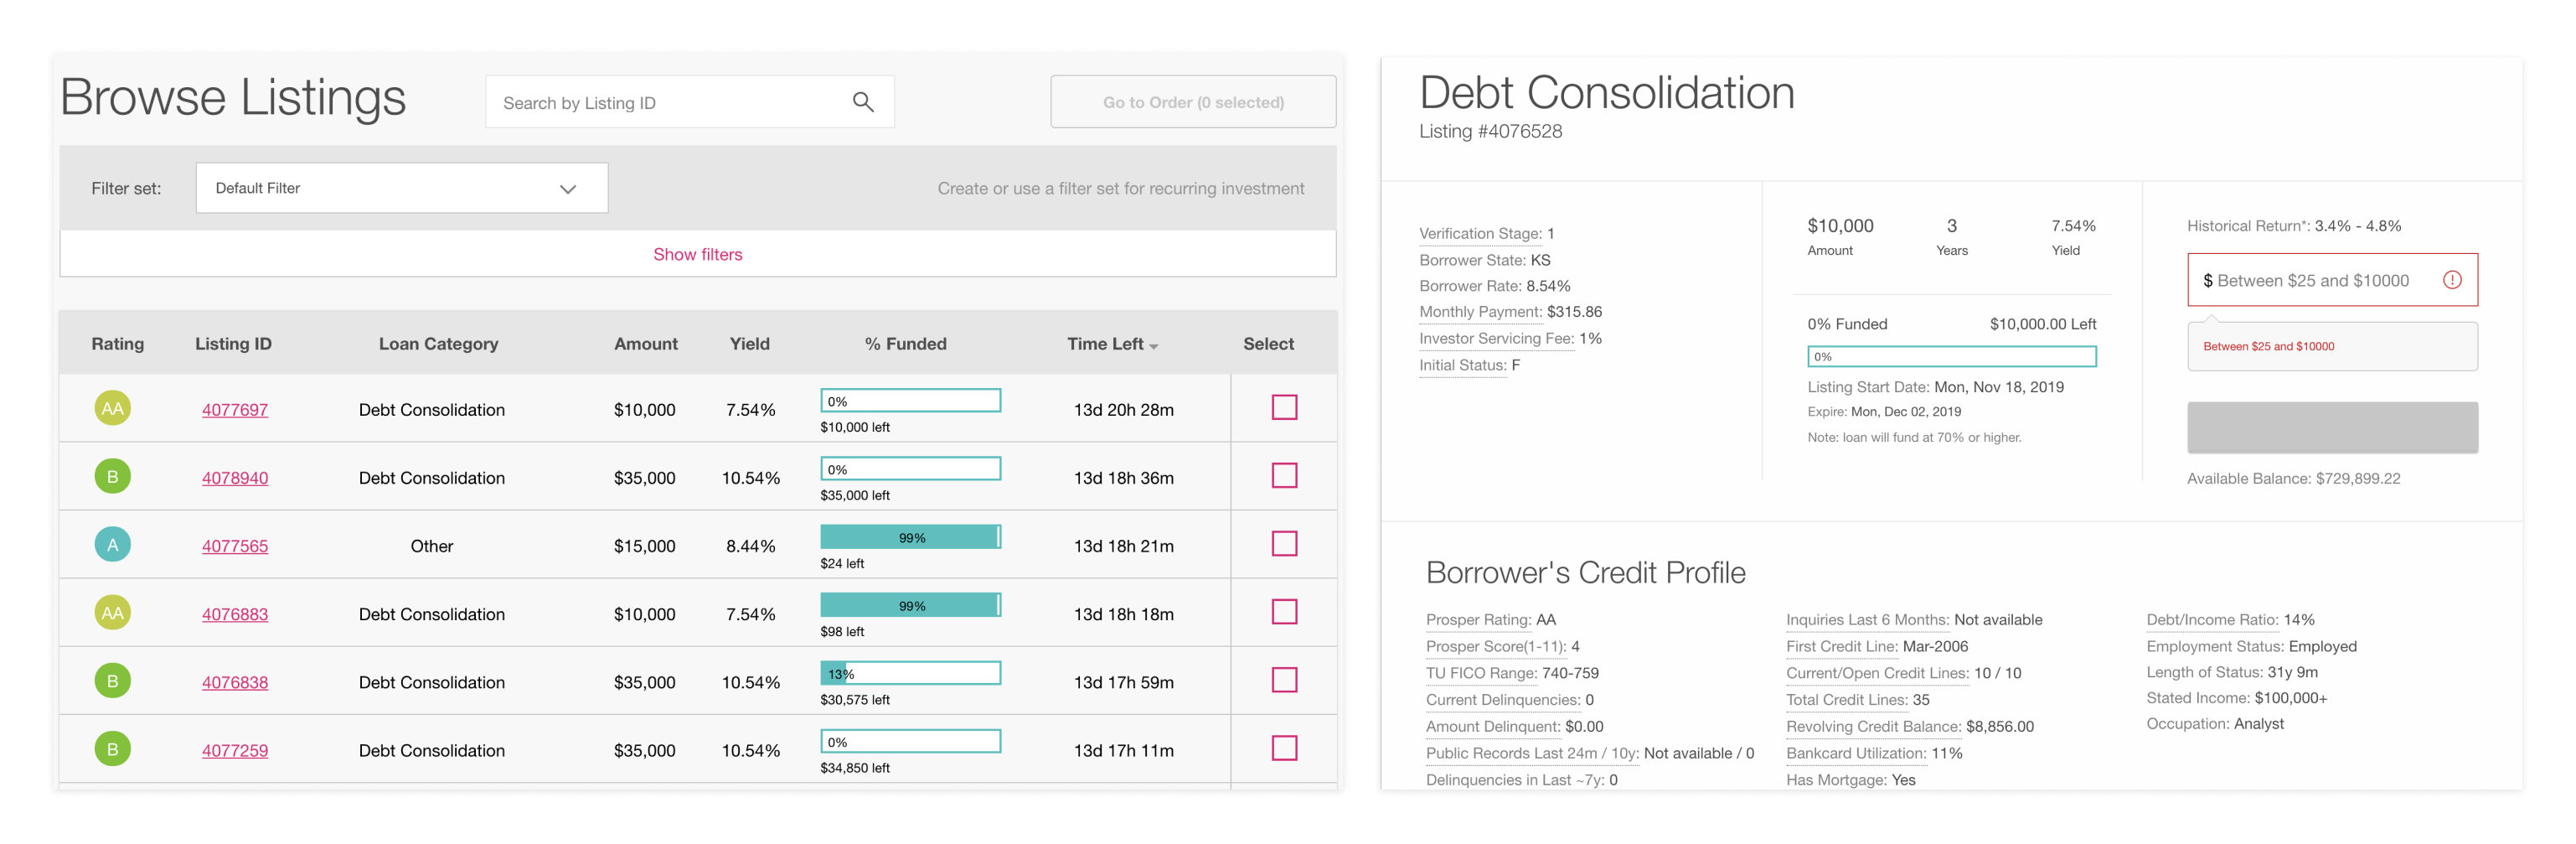 Browse Listings
Search by Listing ID
Go to Order (0 selected)
Filter set:
Default Filter
Create or use a filter set for recurring investment
Show filters
Rating Listing ID Loan Category Amount Yield % Funded Time Left Select
AA 4077697 Debt Consolidation $10,000 7.54% 0% 13d 20h 28m
$10,000 left
B 4078940 Debt Consolidation $35,000 10.54% 0% 13d 18h 36m
$35,000 left
A 4077565 Other $15,000 8.44% 99% 13d 18h 21m
$24 left
AA 4076883 Debt Consolidation $10,000 7.54% 99% 13d 18h 18m
$98 left
B 4076838 Debt Consolidation $35,000 10.54% 13% 13d 17h 59m
$30,575 left
B 4077259 Debt Consolidation $35,000 10.54% 0% 13d 17h 11m
$34,850 left
Debt Consolidation
Listing #4076528
Verification Stage: 1
Borrower State: KS
Borrower Rate: 8.54%
Monthly Payment: $315.86
Investor Servicing Fee: 1%
Initial Status: F
$10,000 3 7.54%
Amount Years Yield
0% Funded $10,000.00 Left
0%
Listing Start Date: Mon, Nov 18, 2019
Expire: Mon, Dec 02, 2019
Note: loan will fund at 70% or higher.
Historical Return*: 3.4% - 4.8%
$ Between $25 and $10000
Between $25 and $10000
Available Balance: $729,899.22
Borrower's Credit Profile
Prosper Rating: AA
Prosper Score(1-11): 4
TU FICO Range: 740-759
Current Delinquencies: 0
Amount Delinquent: $0.00
Public Records Last 24m / 10y: Not available / 0
Delinquencies in Last ~7y: 0
Inquiries Last 6 Months: Not available
First Credit Line: Mar-2006
Current/Open Credit Lines: 10 / 10
Total Credit Lines: 35
Revolving Credit Balance: $8,856.00
Bankcard Utilization: 11%
Has Mortgage: Yes
Debt/Income Ratio: 14%
Employment Status: Employed
Length of Status: 31y 9m
Stated Income: $100,000+
Occupation: Analyst